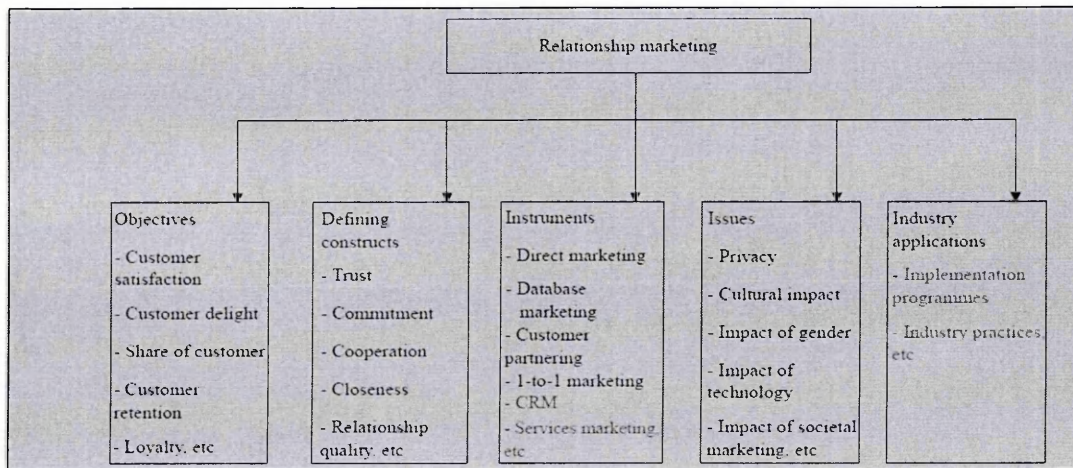 Relationship marketing
Objectives
- Customer
satisfaction
- Customer delight
- Share of customer
- Customer
retention
- Loyalty, etc
Defining
constructs
- Trust
- Commitment
- Cooperation
- Closeness
- Relationship
quality, etc
Instruments
- Direct marketing
- Database
marketing
- Customer
partnering
- 1-to-1 marketing
- CRM
- Services marketing,
etc
Issues
- Privacy
- Cultural impact
- Impact of gender
- Impact of
technology
- Impact of societal
marketing, etc
Industry
applications
- Implementation
programmes
- Industry practices,
etc